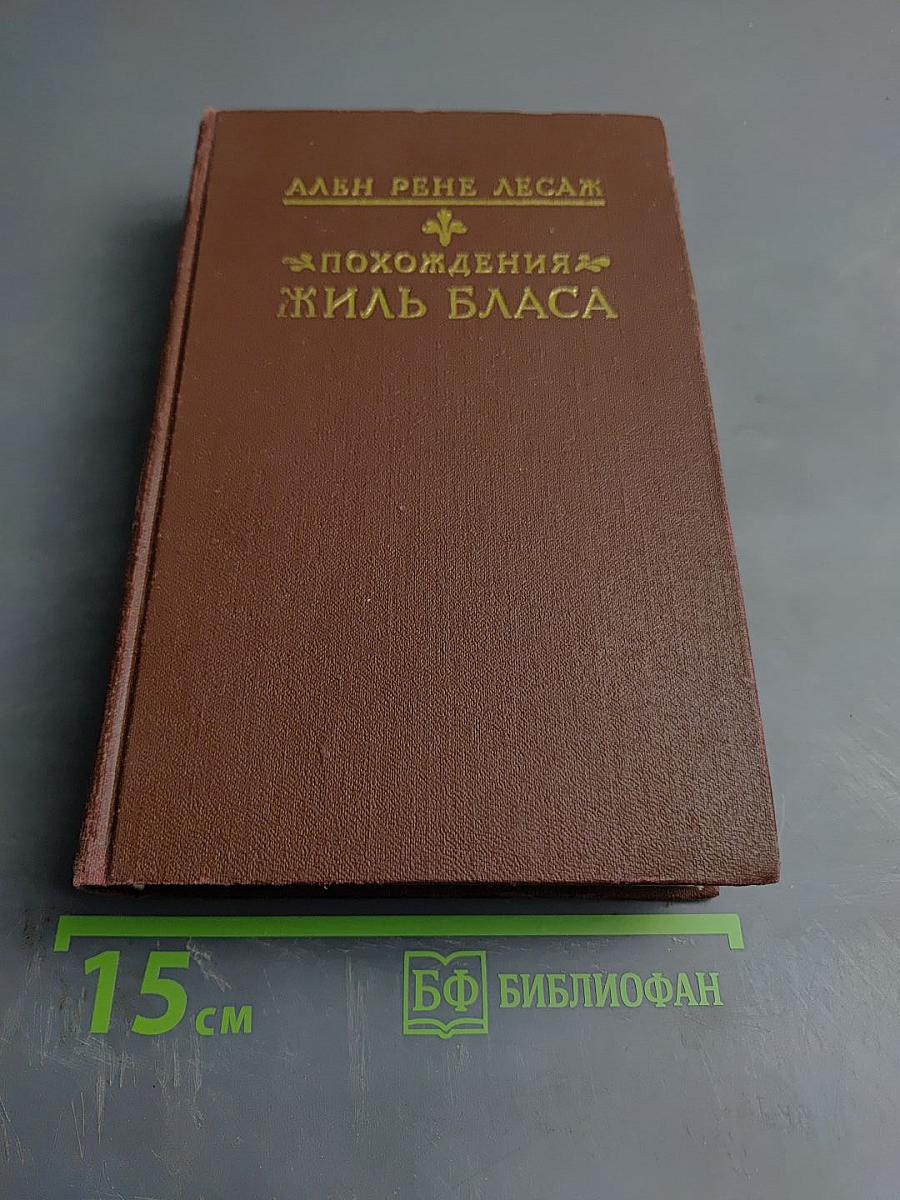 АЛЕН РЕНЕ ЛЕСАЖ
ПОХОЖДЕНИЯ
ЖИЛЬ БЛАСА
15 см
БФ БИБЛИОФАН